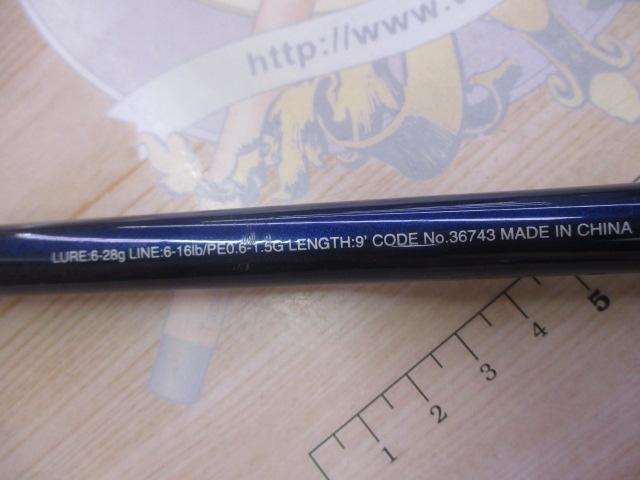 http://www.
LURE:6-28g LINE:6-16lb/PE0.6-1.5G LENGTH:9' CODE No.36743 MADE IN CHINA
1 2 3 4 5